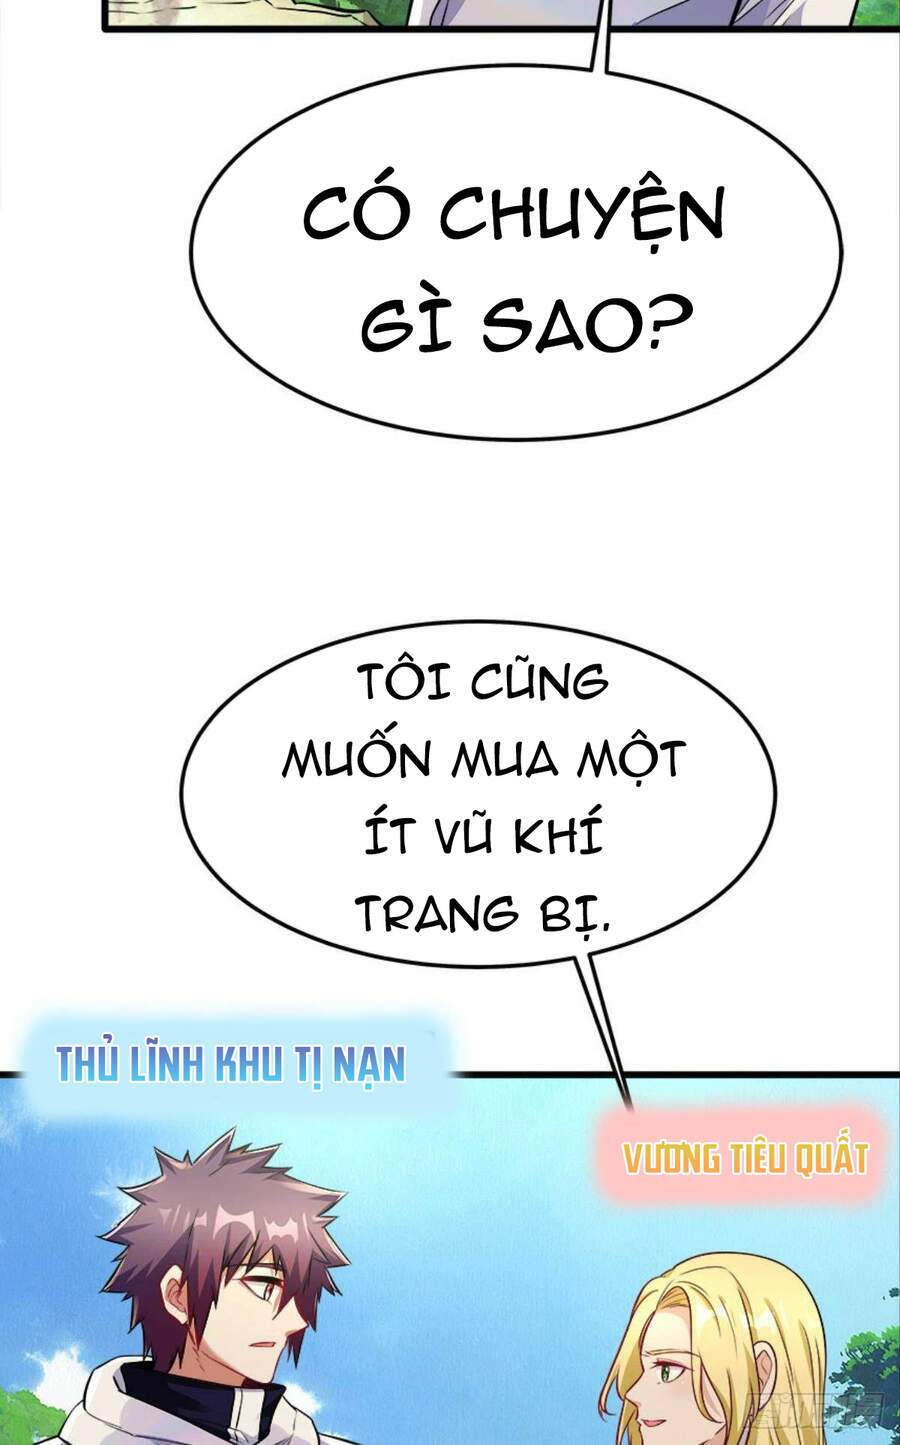 CÓ CHUYỆN
GÌ SAO?
TÔI CŨNG
MUỐN MUA MỘT
ÍT VŨ KHÍ
TRANG BỊ.
THỦ LĨNH KHU TỊ NẠN
VƯƠNG TIÊU QUẤT